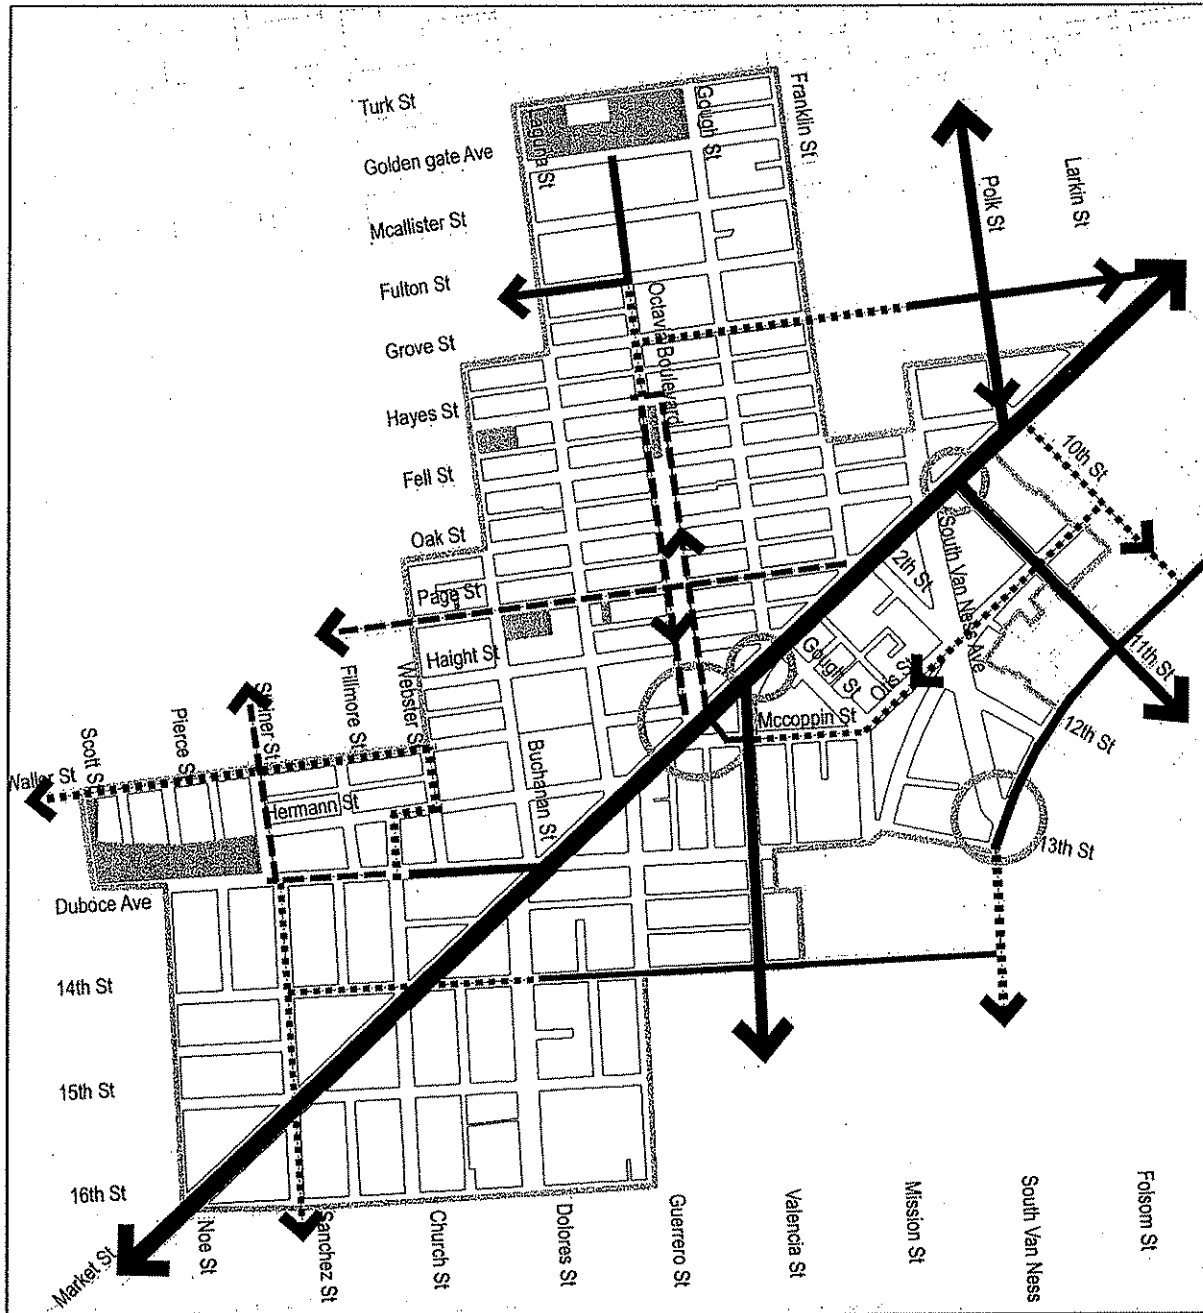 Turk St
Golden gate Ave
Mcallister St
Fulton St
Grove St
Hayes St
Fell St
Oak St
Page St
Haight St
Laguna St
Gough St
Franklin St
Polk St
Larkin St
Octavia Boulevard
10th St
11th St
12th St
13th St
2th St
South Van Ness Ave
Gough St
Otis St
Mccoppin St
Webster St
Fillmore St
Steiner St
Pierce St
Scott St
Waller St
Hermann St
Buchanan St
Duboce Ave
14th St
15th St
16th St
Market St
Noe St
Sanchez St
Church St
Dolores St
Guerrero St
Valencia St
Mission St
South Van Ness
Folsom St